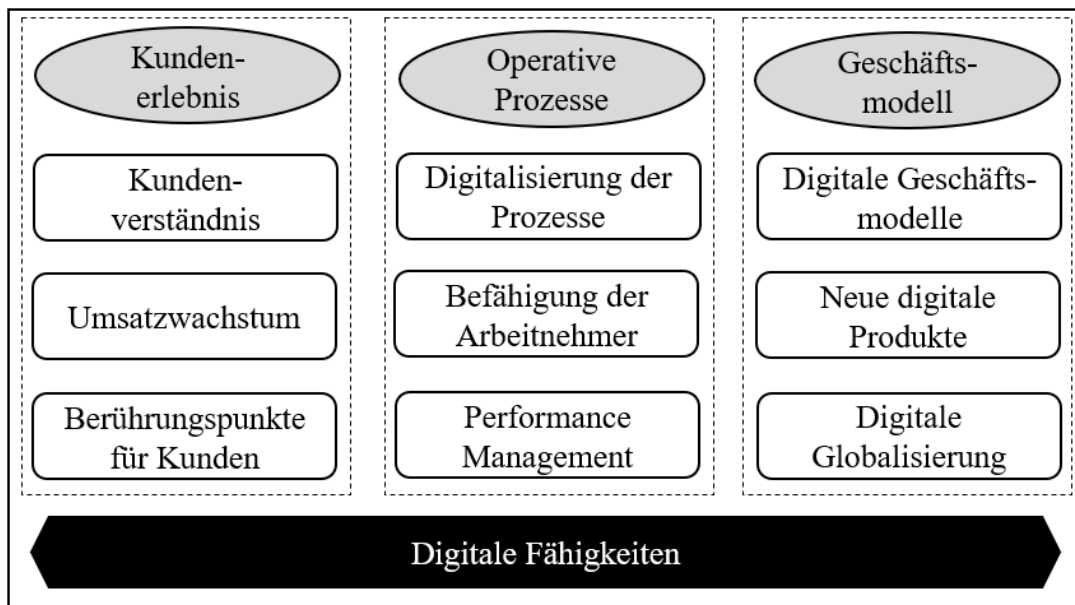 Kunden-
erlebnis
Kunden-
verständnis
Umsatzwachstum
Berührungspunkte
für Kunden
Operative
Prozesse
Digitalisierung der
Prozesse
Befähigung der
Arbeitnehmer
Performance
Management
Geschäfts-
modell
Digitale Geschäfts-
modelle
Neue digitale
Produkte
Digitale
Globalisierung
Digitale Fähigkeiten